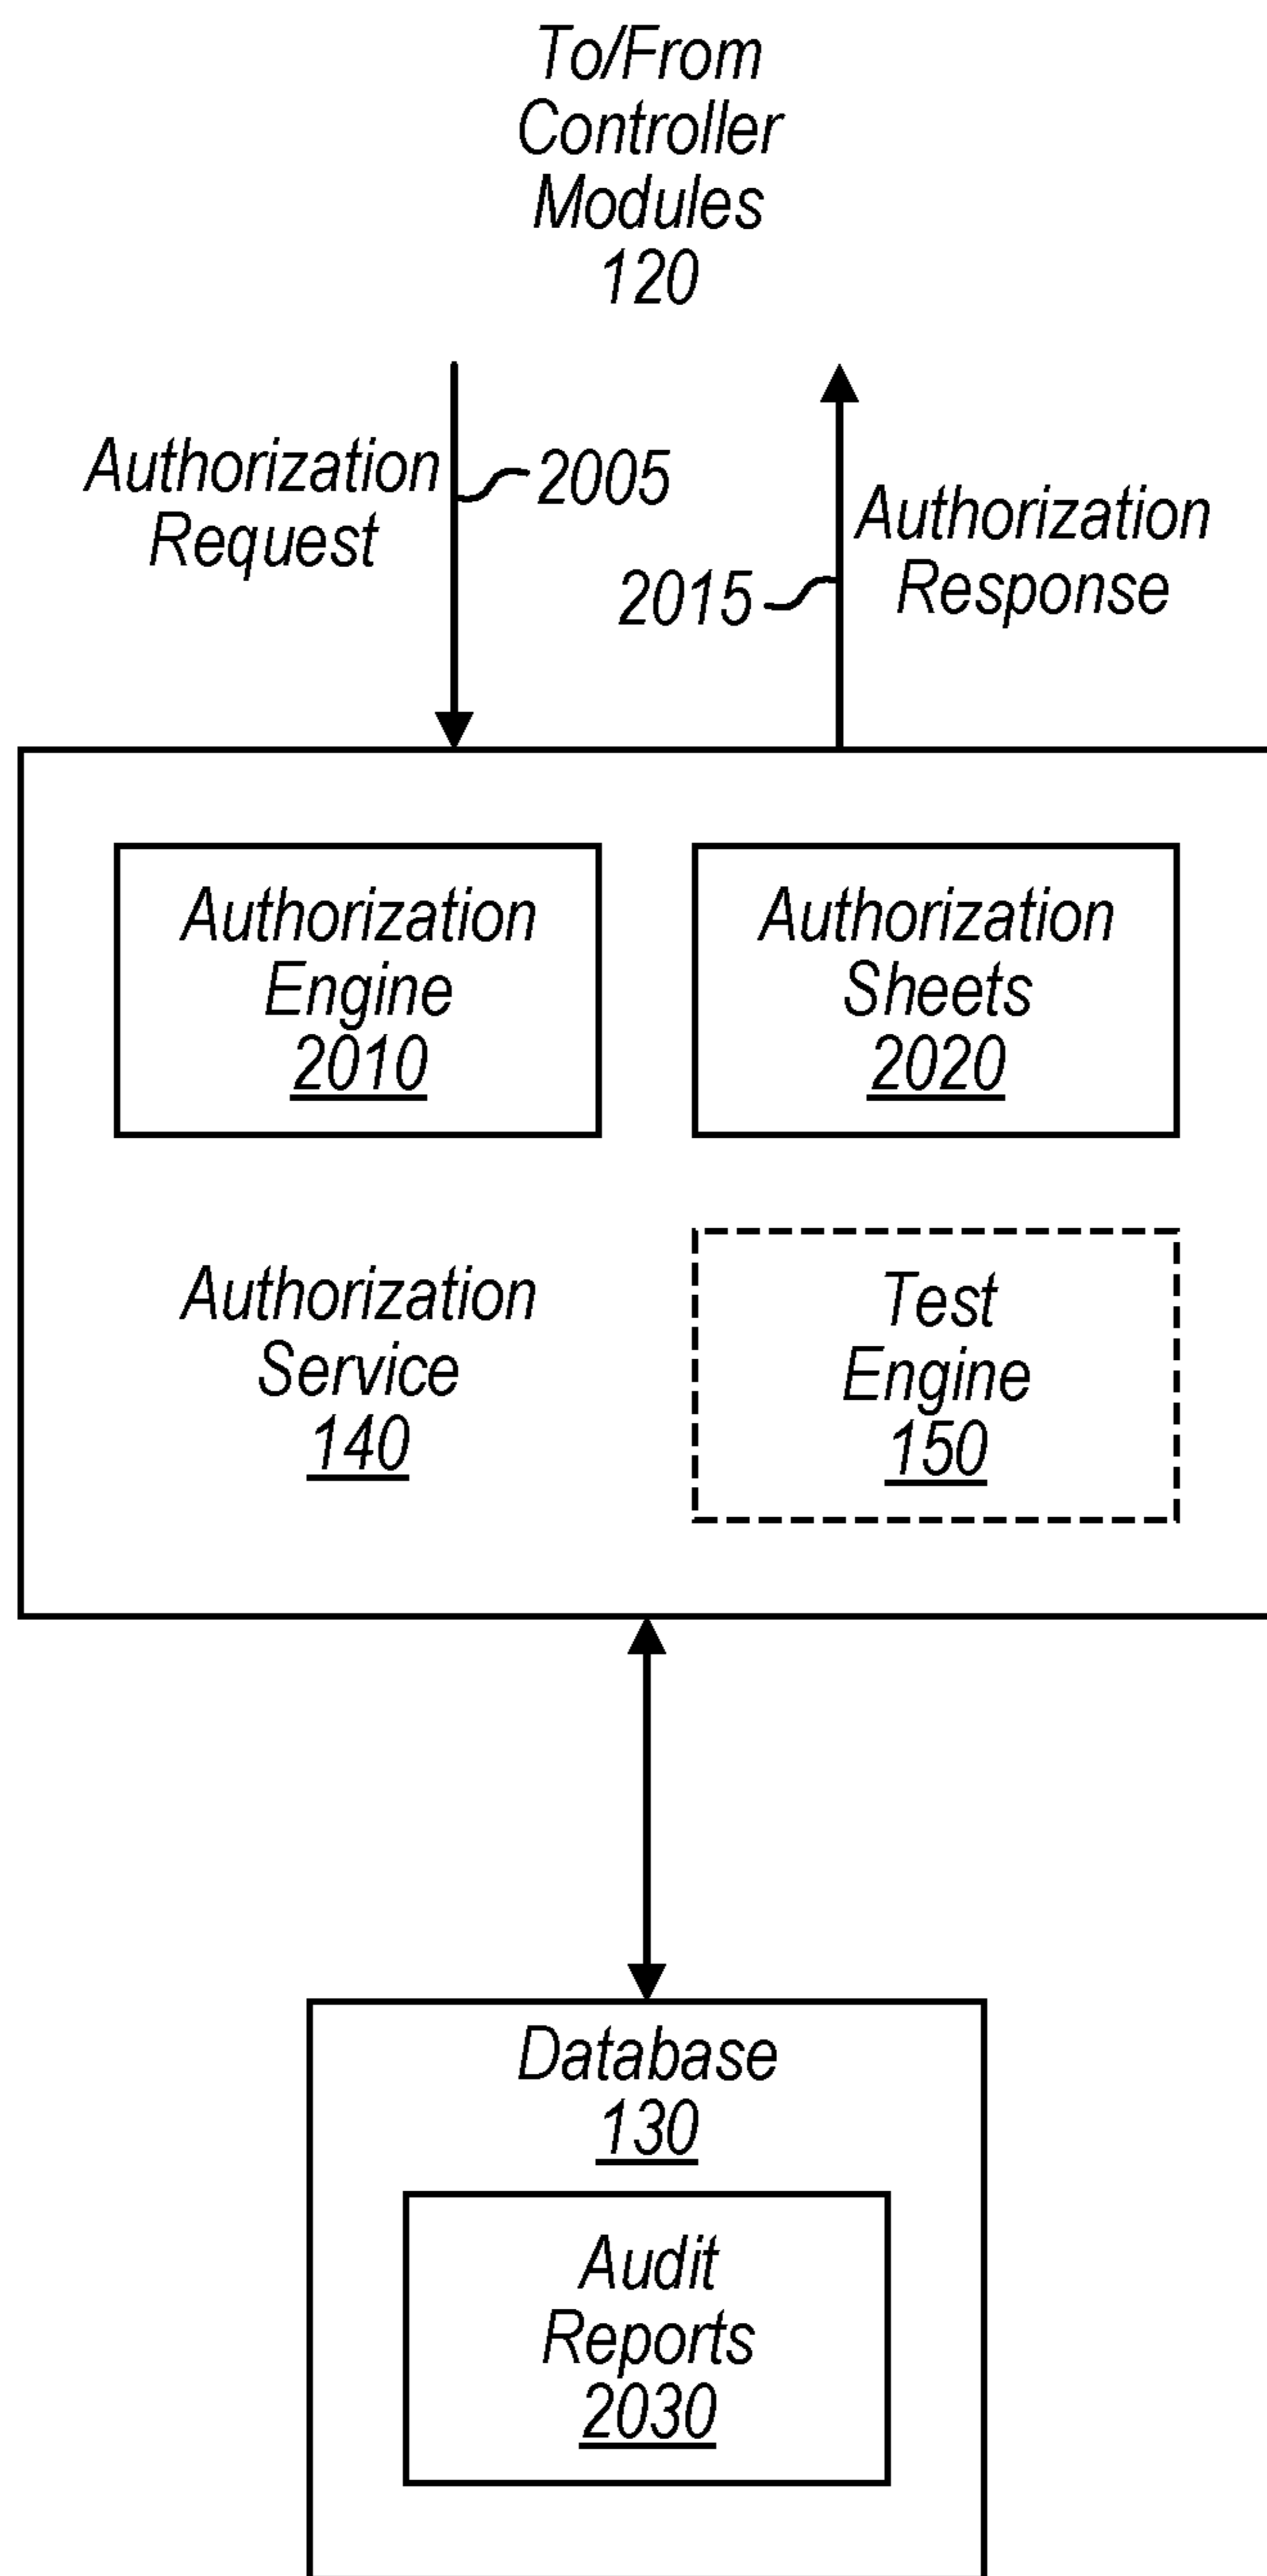 To/From
Controller
Modules
120
Authorization
Request
2005
2015
Authorization
Response
Authorization
Engine
2010
Authorization
Sheets
2020
Authorization
Service
140
Test
Engine
150
Database
130
Audit
Reports
2030